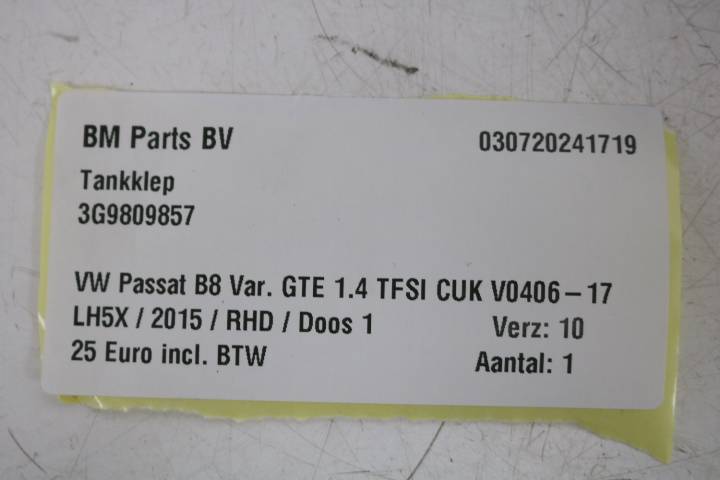 BM Parts BV 030720241719
Tankklep
3G9809857
VW Passat B8 Var. GTE 1.4 TFSI CUK V0406-17
LH5X / 2015 / RHD / Doos 1 Verz: 10
25 Euro incl. BTW Aantal: 1